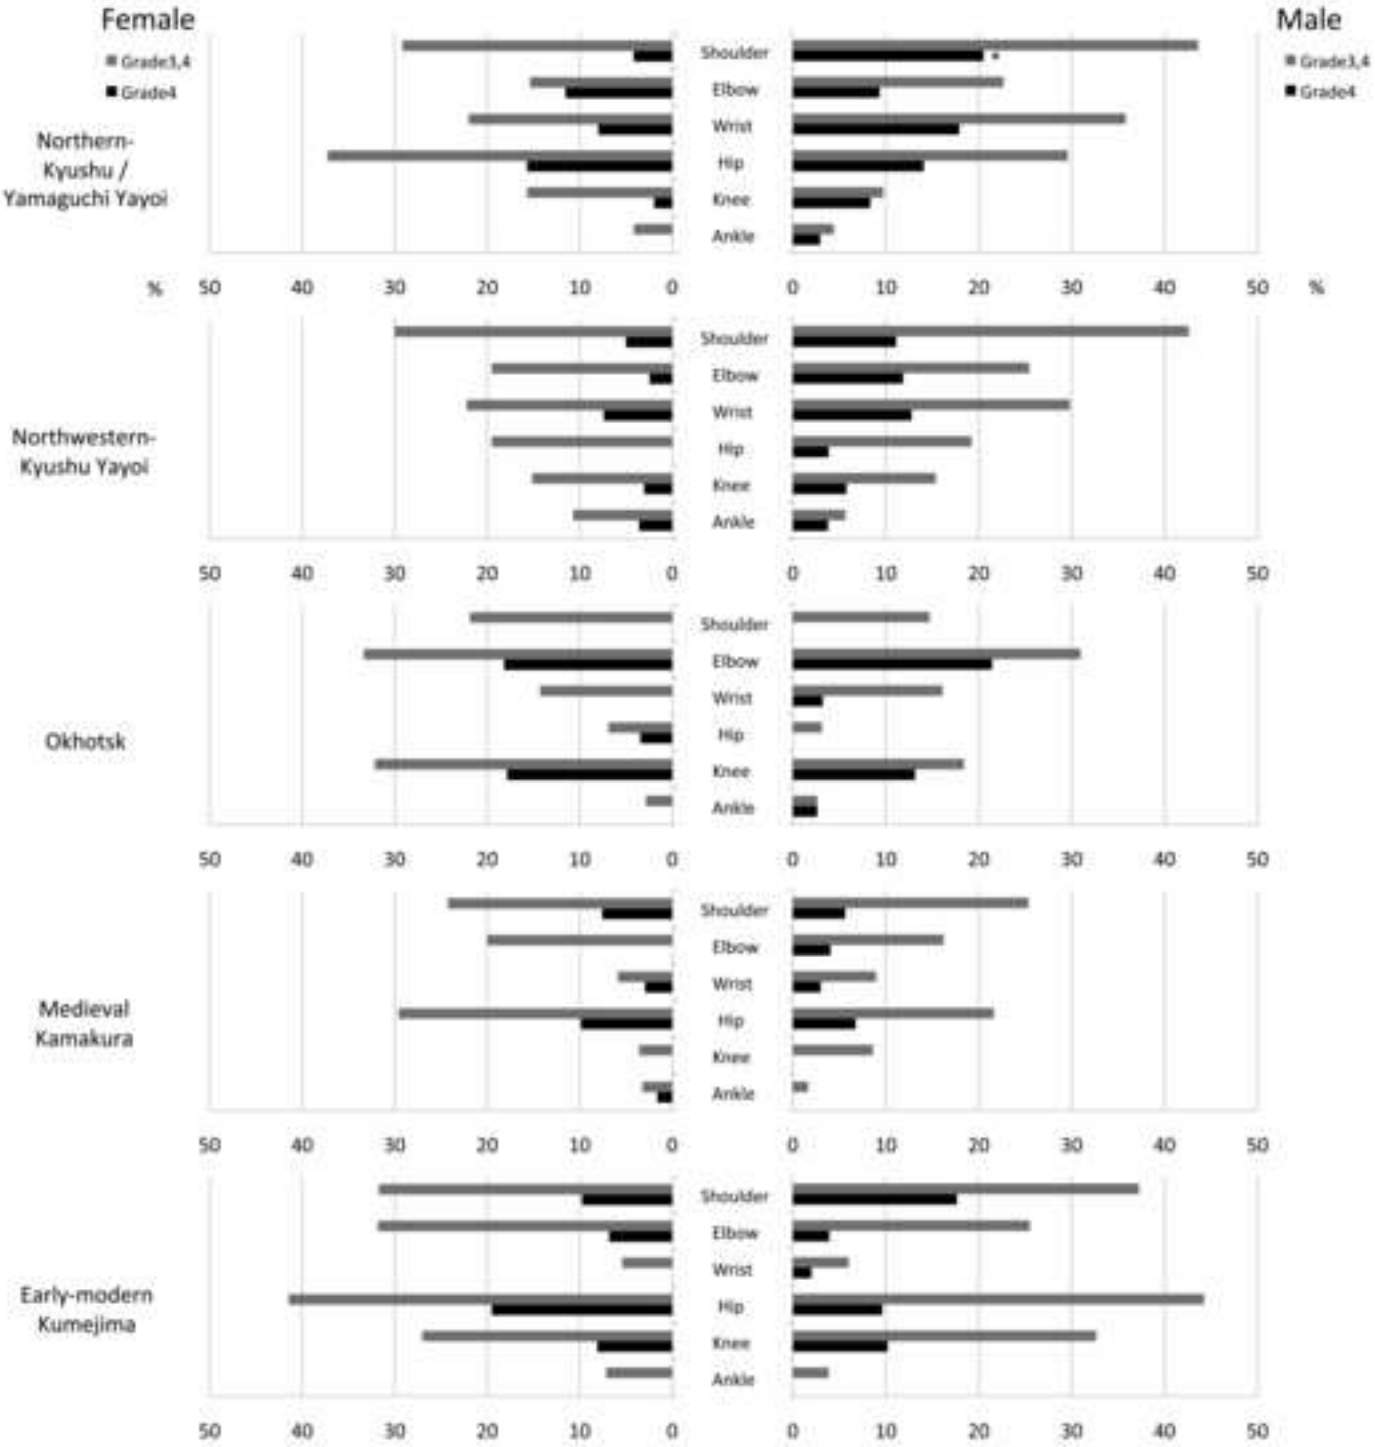 Female
Male
Grade3,4
Grade4
Grade3,4
Grade4
Northern-
Kyushu /
Yamaguchi Yayoi
Shoulder
*
Elbow
Wrist
Hip
Knee
Ankle
% 50 40 30 20 10 0 0 10 20 30 40 50 %
Northwestern-
Kyushu Yayoi
Shoulder
Elbow
Wrist
Hip
Knee
Ankle
50 40 30 20 10 0 0 10 20 30 40 50
Okhotsk
Shoulder
Elbow
Wrist
Hip
Knee
Ankle
50 40 30 20 10 0 0 10 20 30 40 50
Medieval
Kamakura
Shoulder
Elbow
Wrist
Hip
Knee
Ankle
50 40 30 20 10 0 0 10 20 30 40 50
Early-modern
Kumejima
Shoulder
Elbow
Wrist
Hip
Knee
Ankle
50 40 30 20 10 0 0 10 20 30 40 50